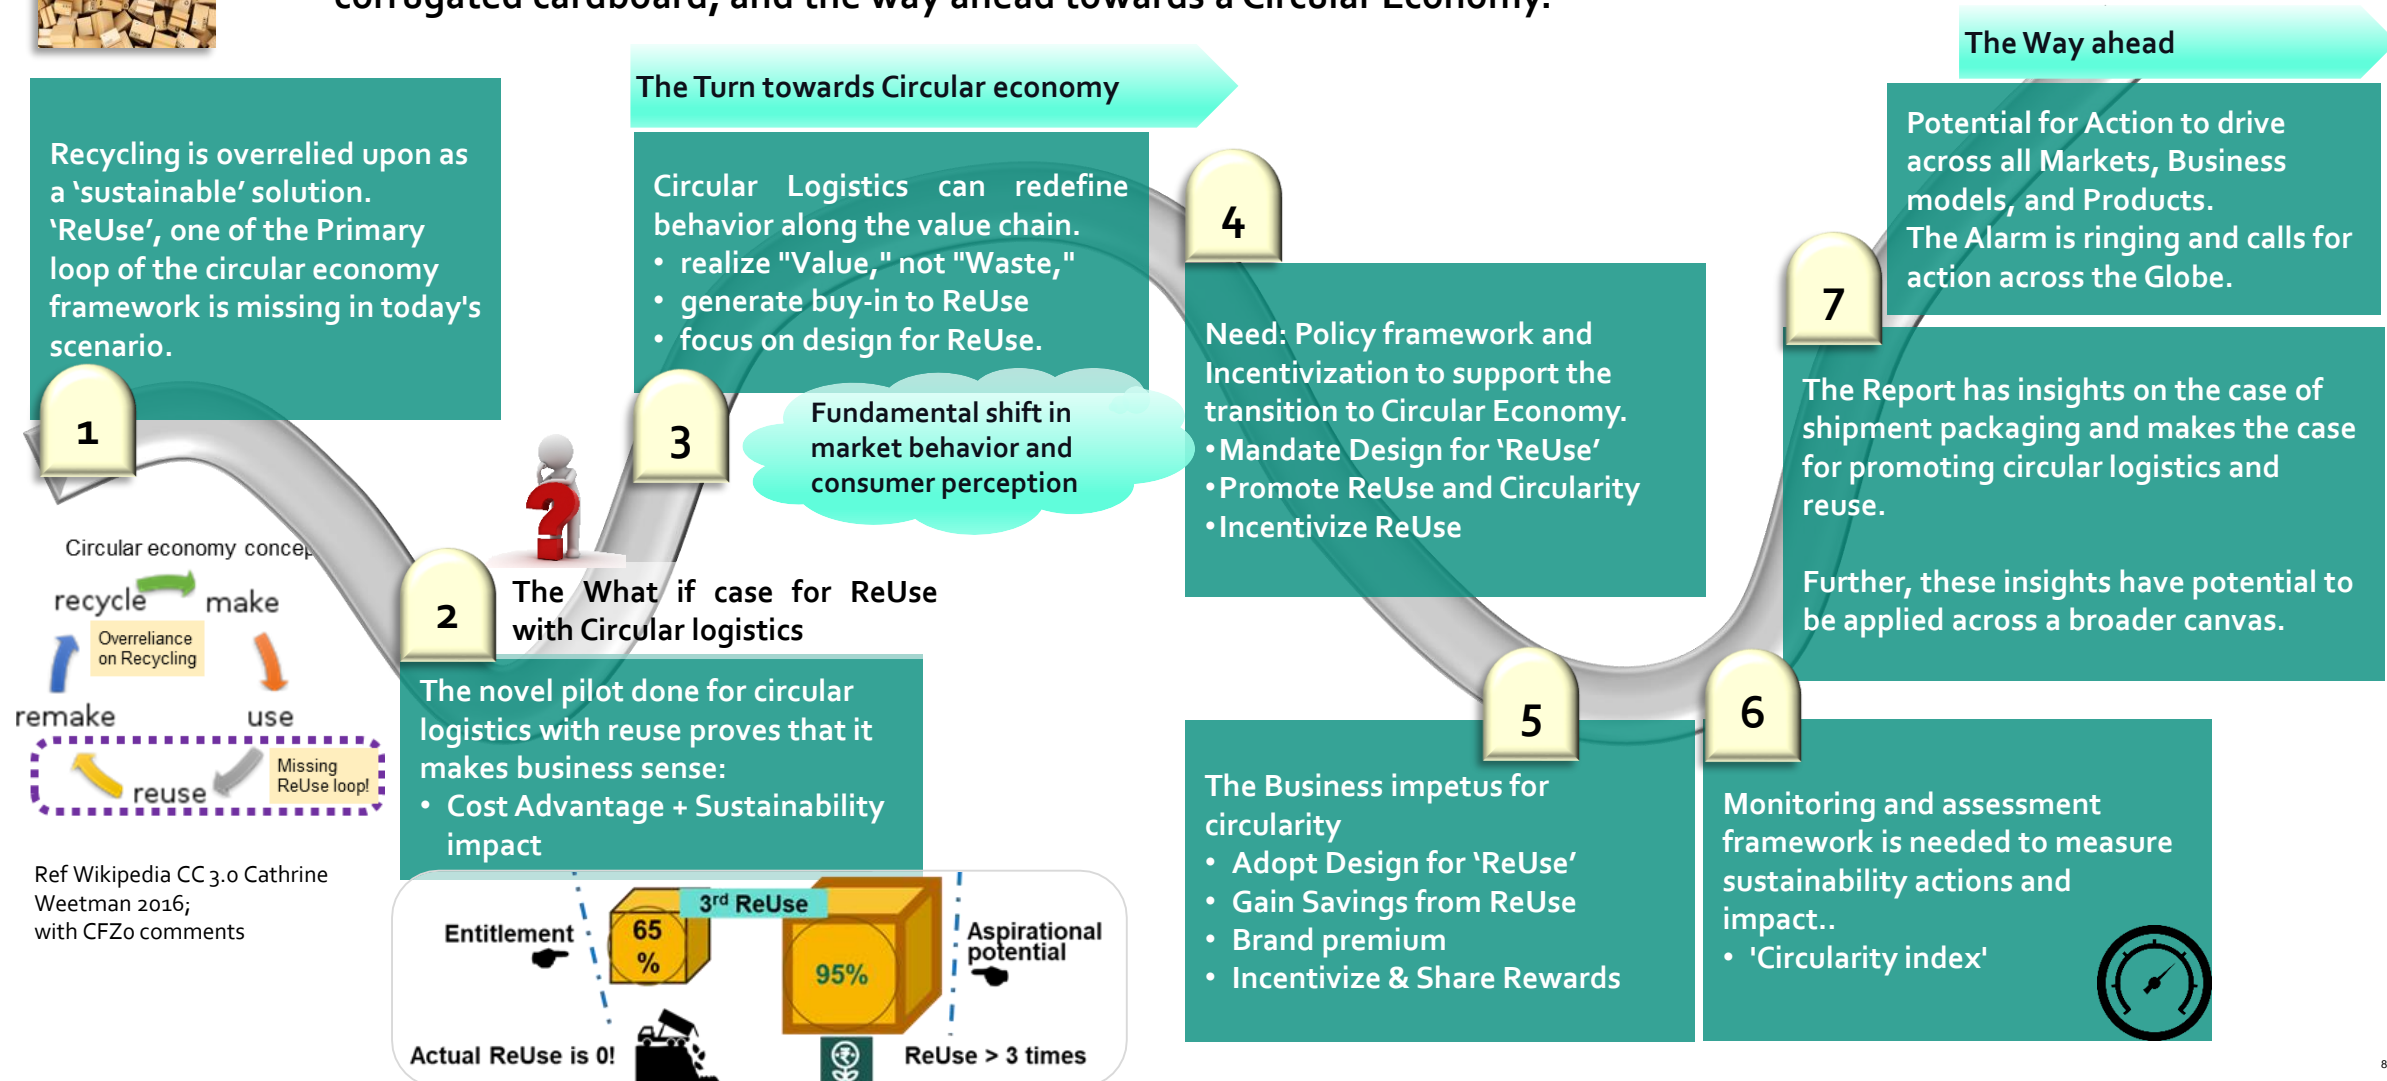 corrugated cardboard, and the way ahead towards a Circular Economy.
The Way ahead
The Turn towards Circular economy
Recycling is overrelied upon as
a ‘sustainable’ solution.
‘ReUse’, one of the Primary
loop of the circular economy
framework is missing in today's
scenario.
1
Circular economy concep
recycle
make
Overreliance
on Recycling
remake
use
Missing
ReUse loop!
reuse
Ref Wikipedia CC 3.0 Cathrine
Weetman 2016;
with CFZ0 comments
2
The What if case for ReUse
with Circular logistics
The novel pilot done for circular
logistics with reuse proves that it
makes business sense:
• Cost Advantage + Sustainability
impact
3rd ReUse
Entitlement
65
%
95%
Aspirational
potential
Actual ReUse is 0!
ReUse > 3 times
Circular Logistics can redefine
behavior along the value chain.
• realize "Value," not "Waste,"
• generate buy-in to ReUse
• focus on design for ReUse.
3
Fundamental shift in
market behavior and
consumer perception
4
Need: Policy framework and
Incentivization to support the
transition to Circular Economy.
•Mandate Design for ‘ReUse’
•Promote ReUse and Circularity
•Incentivize ReUse
5
The Business impetus for
circularity
• Adopt Design for ‘ReUse’
• Gain Savings from ReUse
• Brand premium
• Incentivize & Share Rewards
6
Monitoring and assessment
framework is needed to measure
sustainability actions and
impact..
• 'Circularity index'
Potential for Action to drive
across all Markets, Business
models, and Products.
The Alarm is ringing and calls for
action across the Globe.
7
The Report has insights on the case of
shipment packaging and makes the case
for promoting circular logistics and
reuse.
Further, these insights have potential to
be applied across a broader canvas.
8